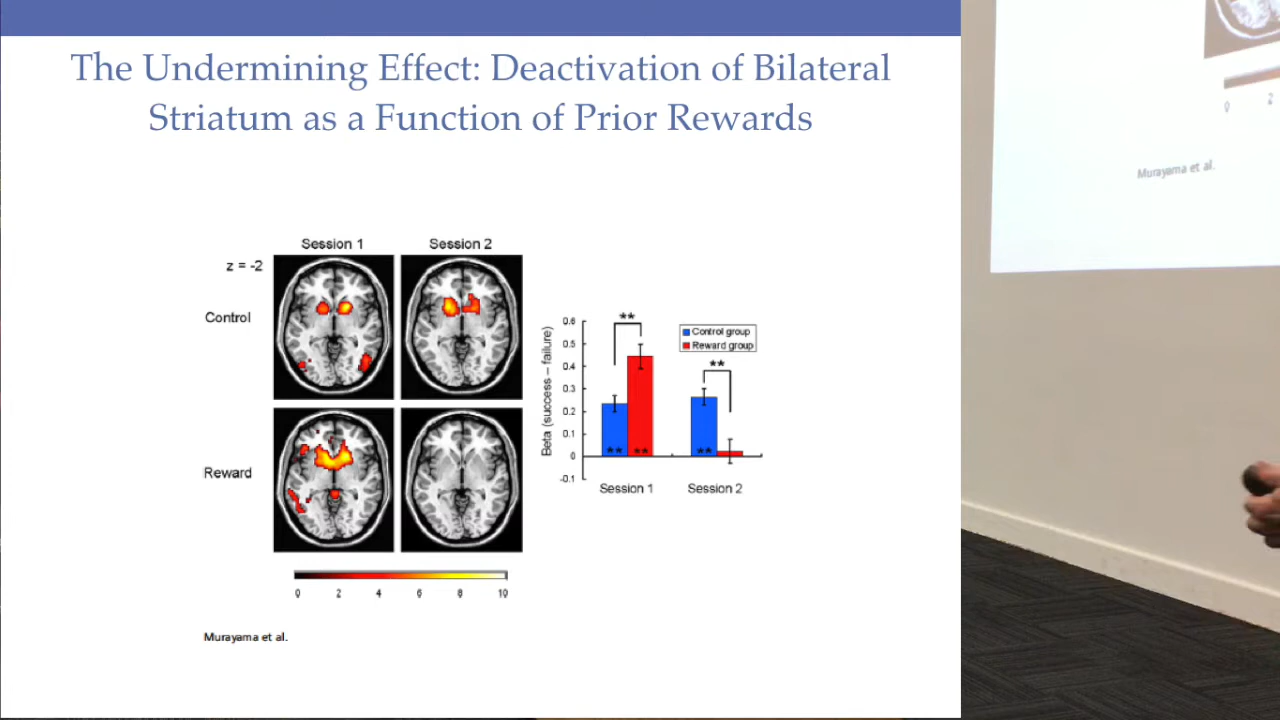 The Undermining Effect: Deactivation of Bilateral
Striatum as a Function of Prior Rewards
Session 1
Session 2
z = -2
Control
Reward
0 2 4 6 8 10
Murayama et al.
Beta (success – failure)
0.6
0.5
0.4
0.3
0.2
0.1
0
-0.1
**
**
Control group
Reward group
** ** **
Session 1
Session 2
0 2
Murayama et al.